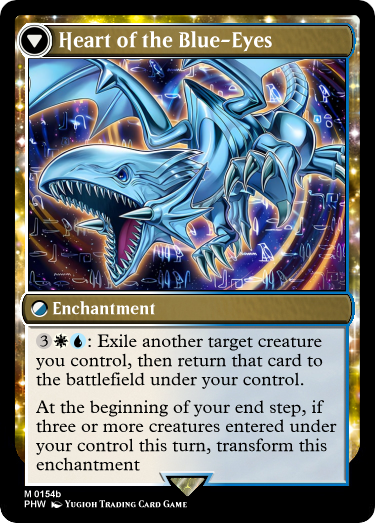 Heart of the Blue-Eyes
Enchantment
3: Exile another target creature
you control, then return that card to
the battlefield under your control.
At the beginning of your end step, if
three or more creatures entered under
your control this turn, transform this
enchantment
M 0154b
PHW Yugioh Trading Card Game